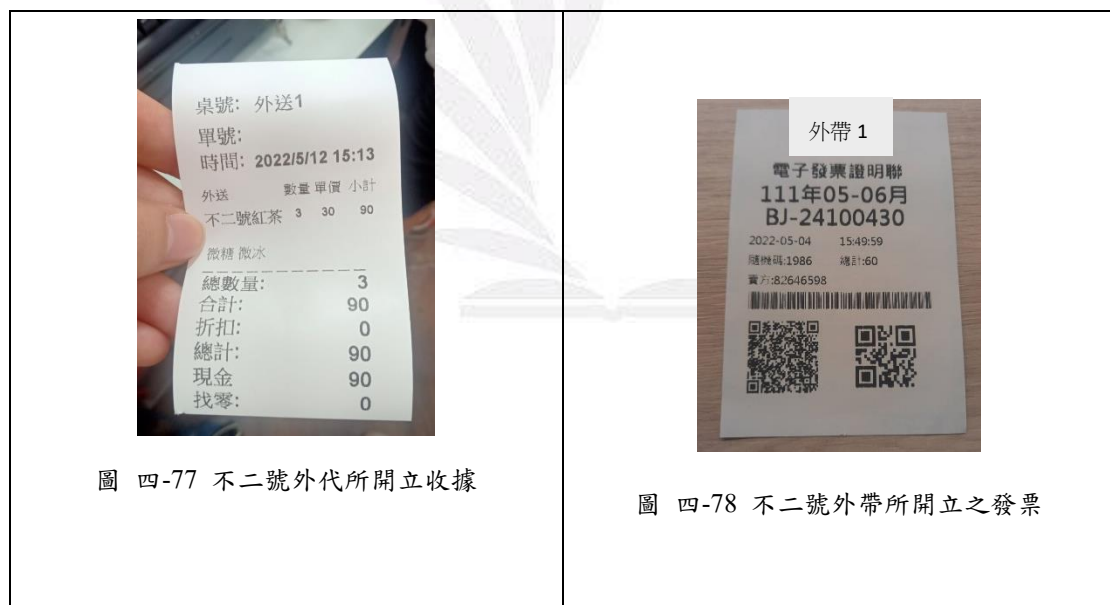 桌號: 外送1
單號:
時間: 2022/5/12 15:13
外送 數量 單價 小計
不二號紅茶 3 30 90
微糖 微冰
總數量: 3
合計: 90
折扣: 0
總計: 90
現金 90
找零: 0
圖 四-77 不二號外代所開立收據
外帶 1
電子發票證明聯
111年05-06月
BJ-24100430
2022-05-04 15:49:59
隨機碼:1986 總計:60
賣方:82646598
圖 四-78 不二號外帶所開立之發票